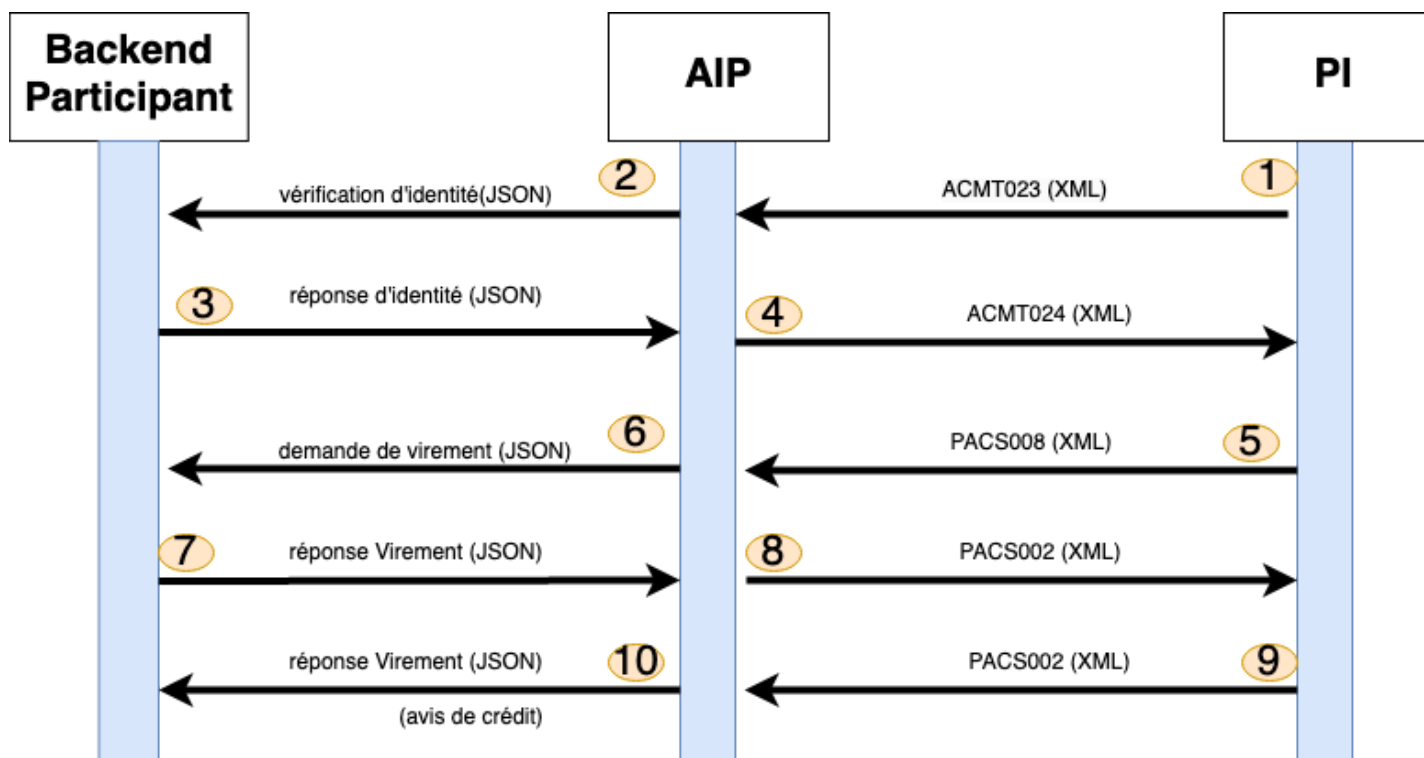 Backend
Participant
AIP
PI
2
1
vérification d'identité(JSON)
ACMT023 (XML)
3
réponse d'identité (JSON)
4
ACMT024 (XML)
6
demande de virement (JSON)
PACS008 (XML)
5
7
réponse Virement (JSON)
8
PACS002 (XML)
réponse Virement (JSON)
10
PACS002 (XML)
9
(avis de crédit)